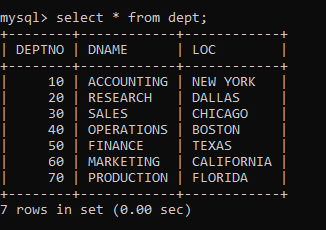 mysql> select * from dept;
+--------+------------+------------+
| DEPTNO | DNAME      | LOC        |
+--------+------------+------------+
|     10 | ACCOUNTING | NEW YORK   |
|     20 | RESEARCH   | DALLAS     |
|     30 | SALES      | CHICAGO    |
|     40 | OPERATIONS | BOSTON     |
|     50 | FINANCE    | TEXAS      |
|     60 | MARKETING  | CALIFORNIA |
|     70 | PRODUCTION | FLORIDA    |
+--------+------------+------------+
7 rows in set (0.00 sec)